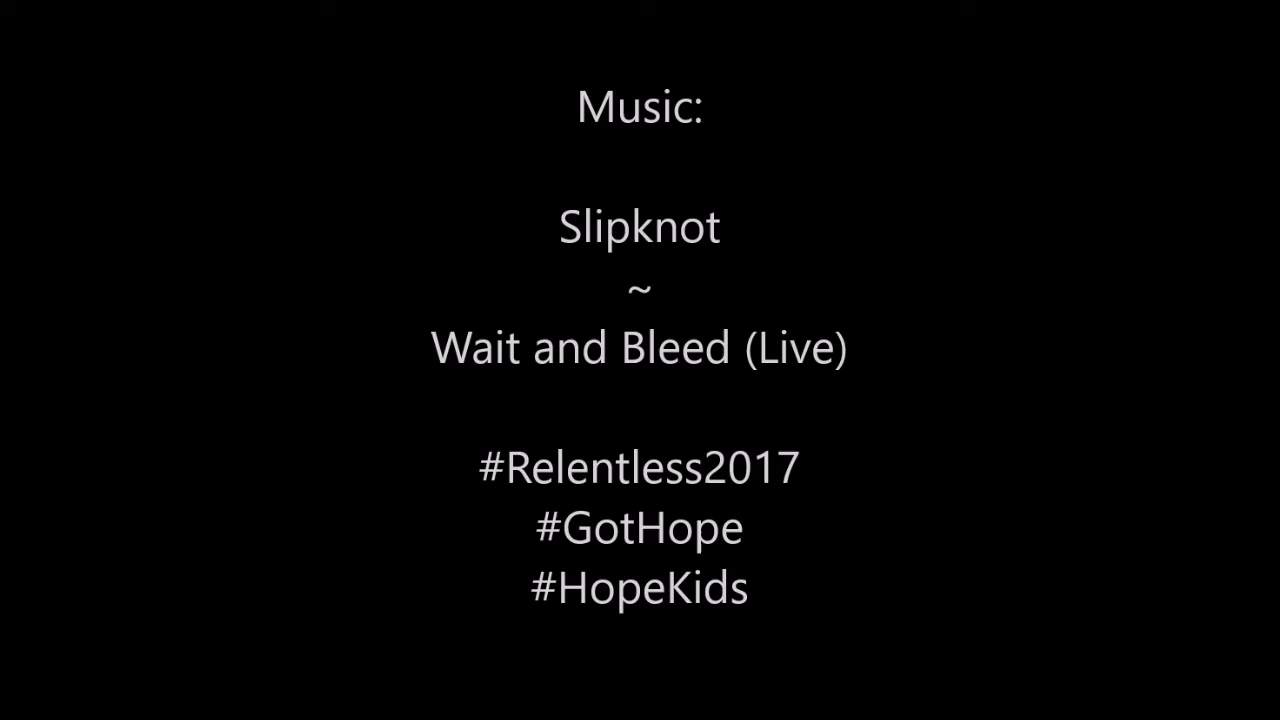 Music:
Slipknot
~
Wait and Bleed (Live)
#Relentless2017
#GotHope
#HopeKids